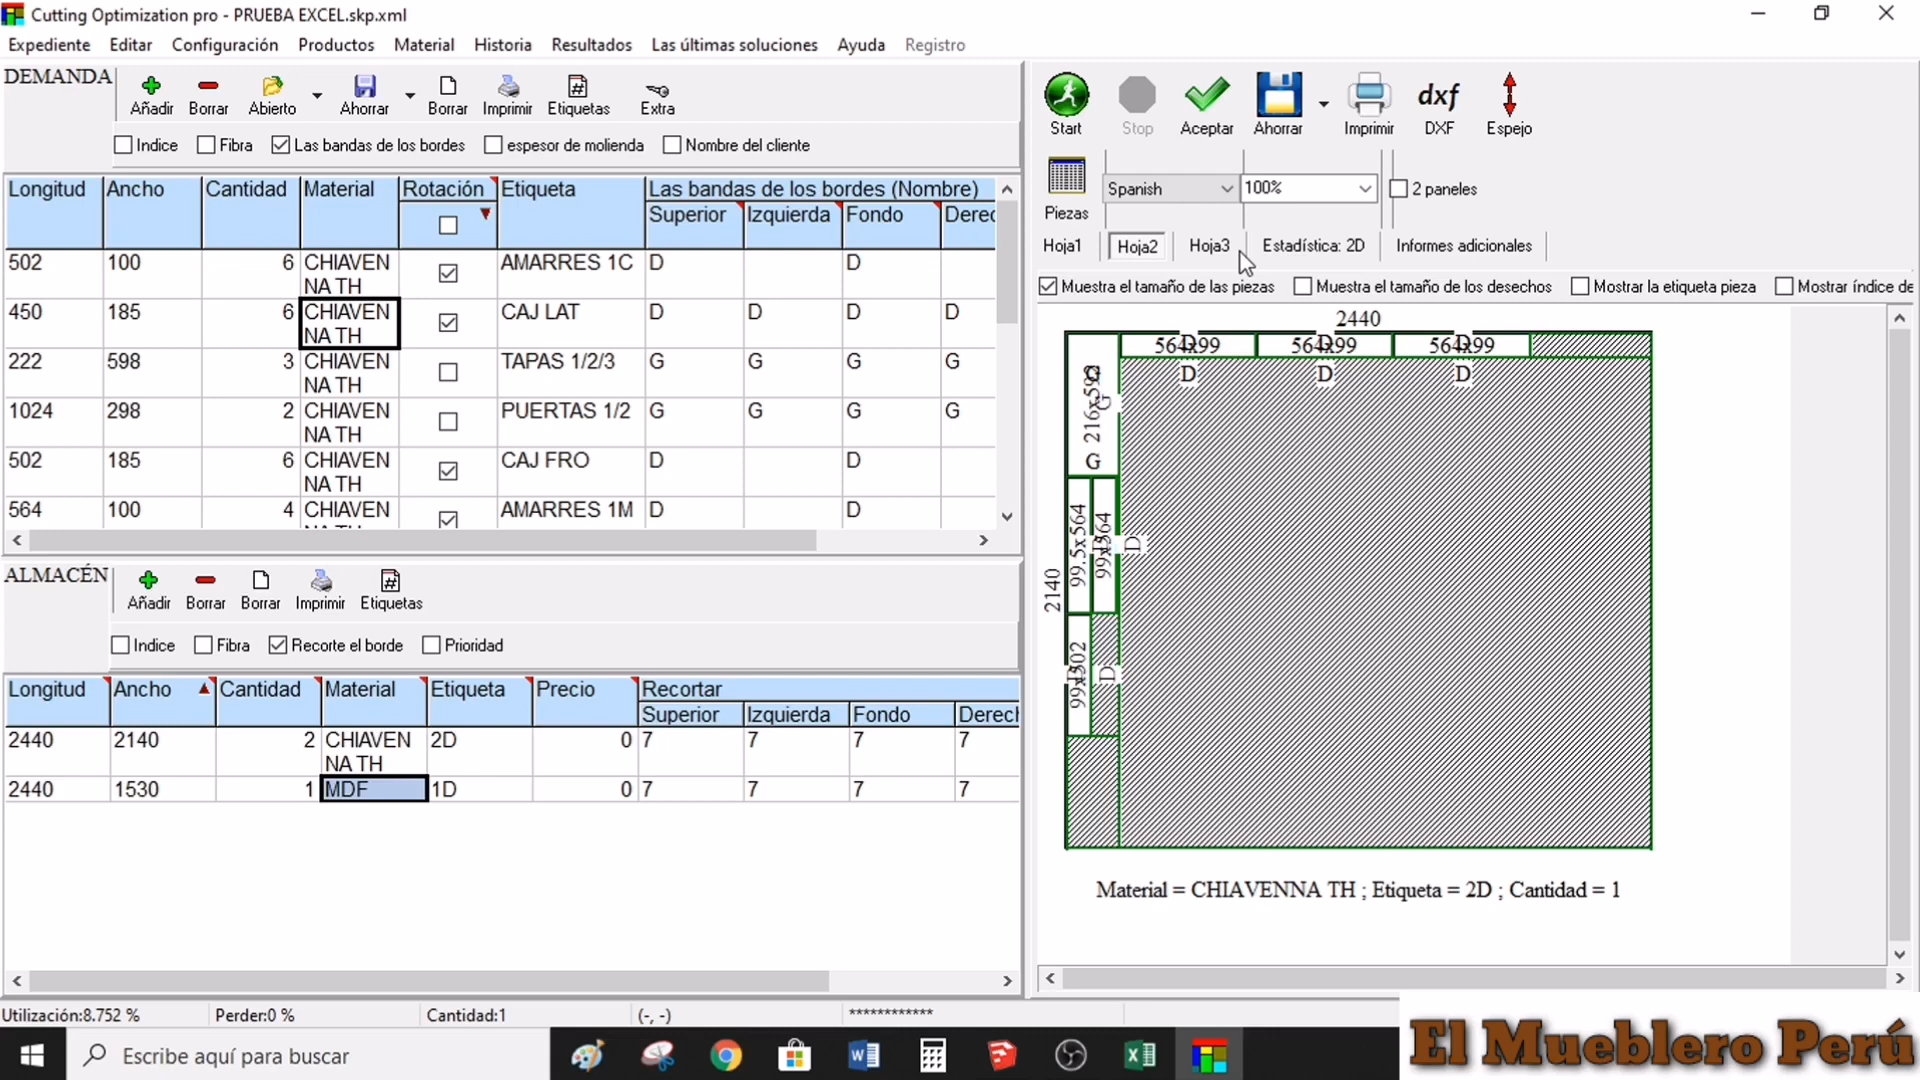 Cutting Optimization pro - PRUEBA EXCEL.skp.xml
Expediente Editar Configuración Productos Material Historia Resultados Las últimas soluciones Ayuda Registro
DEMANDA
Añadir Borrar Abierto Ahorrar Borrar Imprimir Etiquetas Extra
Indice Fibra Las bandas de los bordes espesor de molienda Nombre del cliente
Longitud Ancho Cantidad Material Rotación Etiqueta Las bandas de los bordes (Nombre)
Superior Izquierda Fondo Derec
502 100 6 CHIAVEN AMARRES 1C D D
NA TH
450 185 6 CHIAVEN CAJ LAT D D D D
NA TH
222 598 3 CHIAVEN TAPAS 1/2/3 G G G G
NA TH
1024 298 2 CHIAVEN PUERTAS 1/2 G G G G
NA TH
502 185 6 CHIAVEN CAJ FRO D D
NA TH
564 100 4 CHIAVEN AMARRES 1M D D
ALMACÉN
Añadir Borrar Borrar Imprimir Etiquetas
Indice Fibra Recorte el borde Prioridad
Longitud Ancho Cantidad Material Etiqueta Precio Recortar
Superior Izquierda Fondo Derech
2440 2140 2 CHIAVEN 2D 0 7 7 7 7
NA TH
2440 1530 1 MDF 1D 0 7 7 7 7
Start Stop Aceptar Ahorrar Imprimir dxf DXF Espejo
Piezas Spanish 100% 2 paneles
Hoja1 Hoja2 Hoja3 Estadística: 2D Informes adicionales
Muestra el tamaño de las piezas Muestra el tamaño de los desechos Mostrar la etiqueta pieza Mostrar índice de
2440
564x99 564x99 564x99
D D D
D D D
G
G
G
99.5x564
99x564
D
2140
99x502
D
Material = CHIAVENNA TH ; Etiqueta = 2D ; Cantidad = 1
Utilización:8.752 % Perder:0 % Cantidad:1 (-, -) ************
Escribe aquí para buscar
El Mueblero Perú